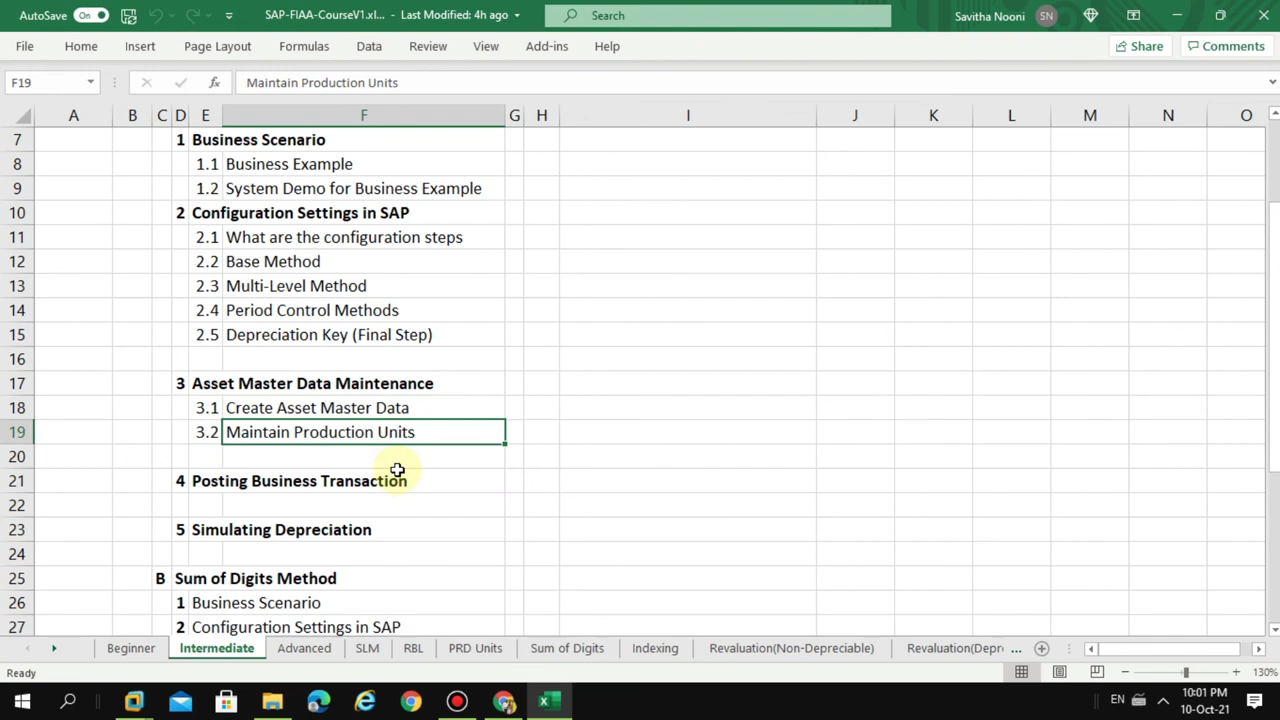 AutoSave On SAP-FIAA-CourseV1.xl... • Last Modified: 4h ago Search Savitha Nooni SN
File Home Insert Page Layout Formulas Data Review View Add-ins Help Share Comments
F19 fx Maintain Production Units
A B C D E F G H I J K L M N O
7 1 Business Scenario
8 1.1 Business Example
9 1.2 System Demo for Business Example
10 2 Configuration Settings in SAP
11 2.1 What are the configuration steps
12 2.2 Base Method
13 2.3 Multi-Level Method
14 2.4 Period Control Methods
15 2.5 Depreciation Key (Final Step)
16
17 3 Asset Master Data Maintenance
18 3.1 Create Asset Master Data
19 3.2 Maintain Production Units
20
21 4 Posting Business Transaction
22
23 5 Simulating Depreciation
24
25 B Sum of Digits Method
26 1 Business Scenario
27 2 Configuration Settings in SAP
Beginner Intermediate Advanced SLM RBL PRD Units Sum of Digits Indexing Revaluation(Non-Depreciable) Revaluation(Depre ...
Ready 130%
EN 10:01 PM
10-Oct-21